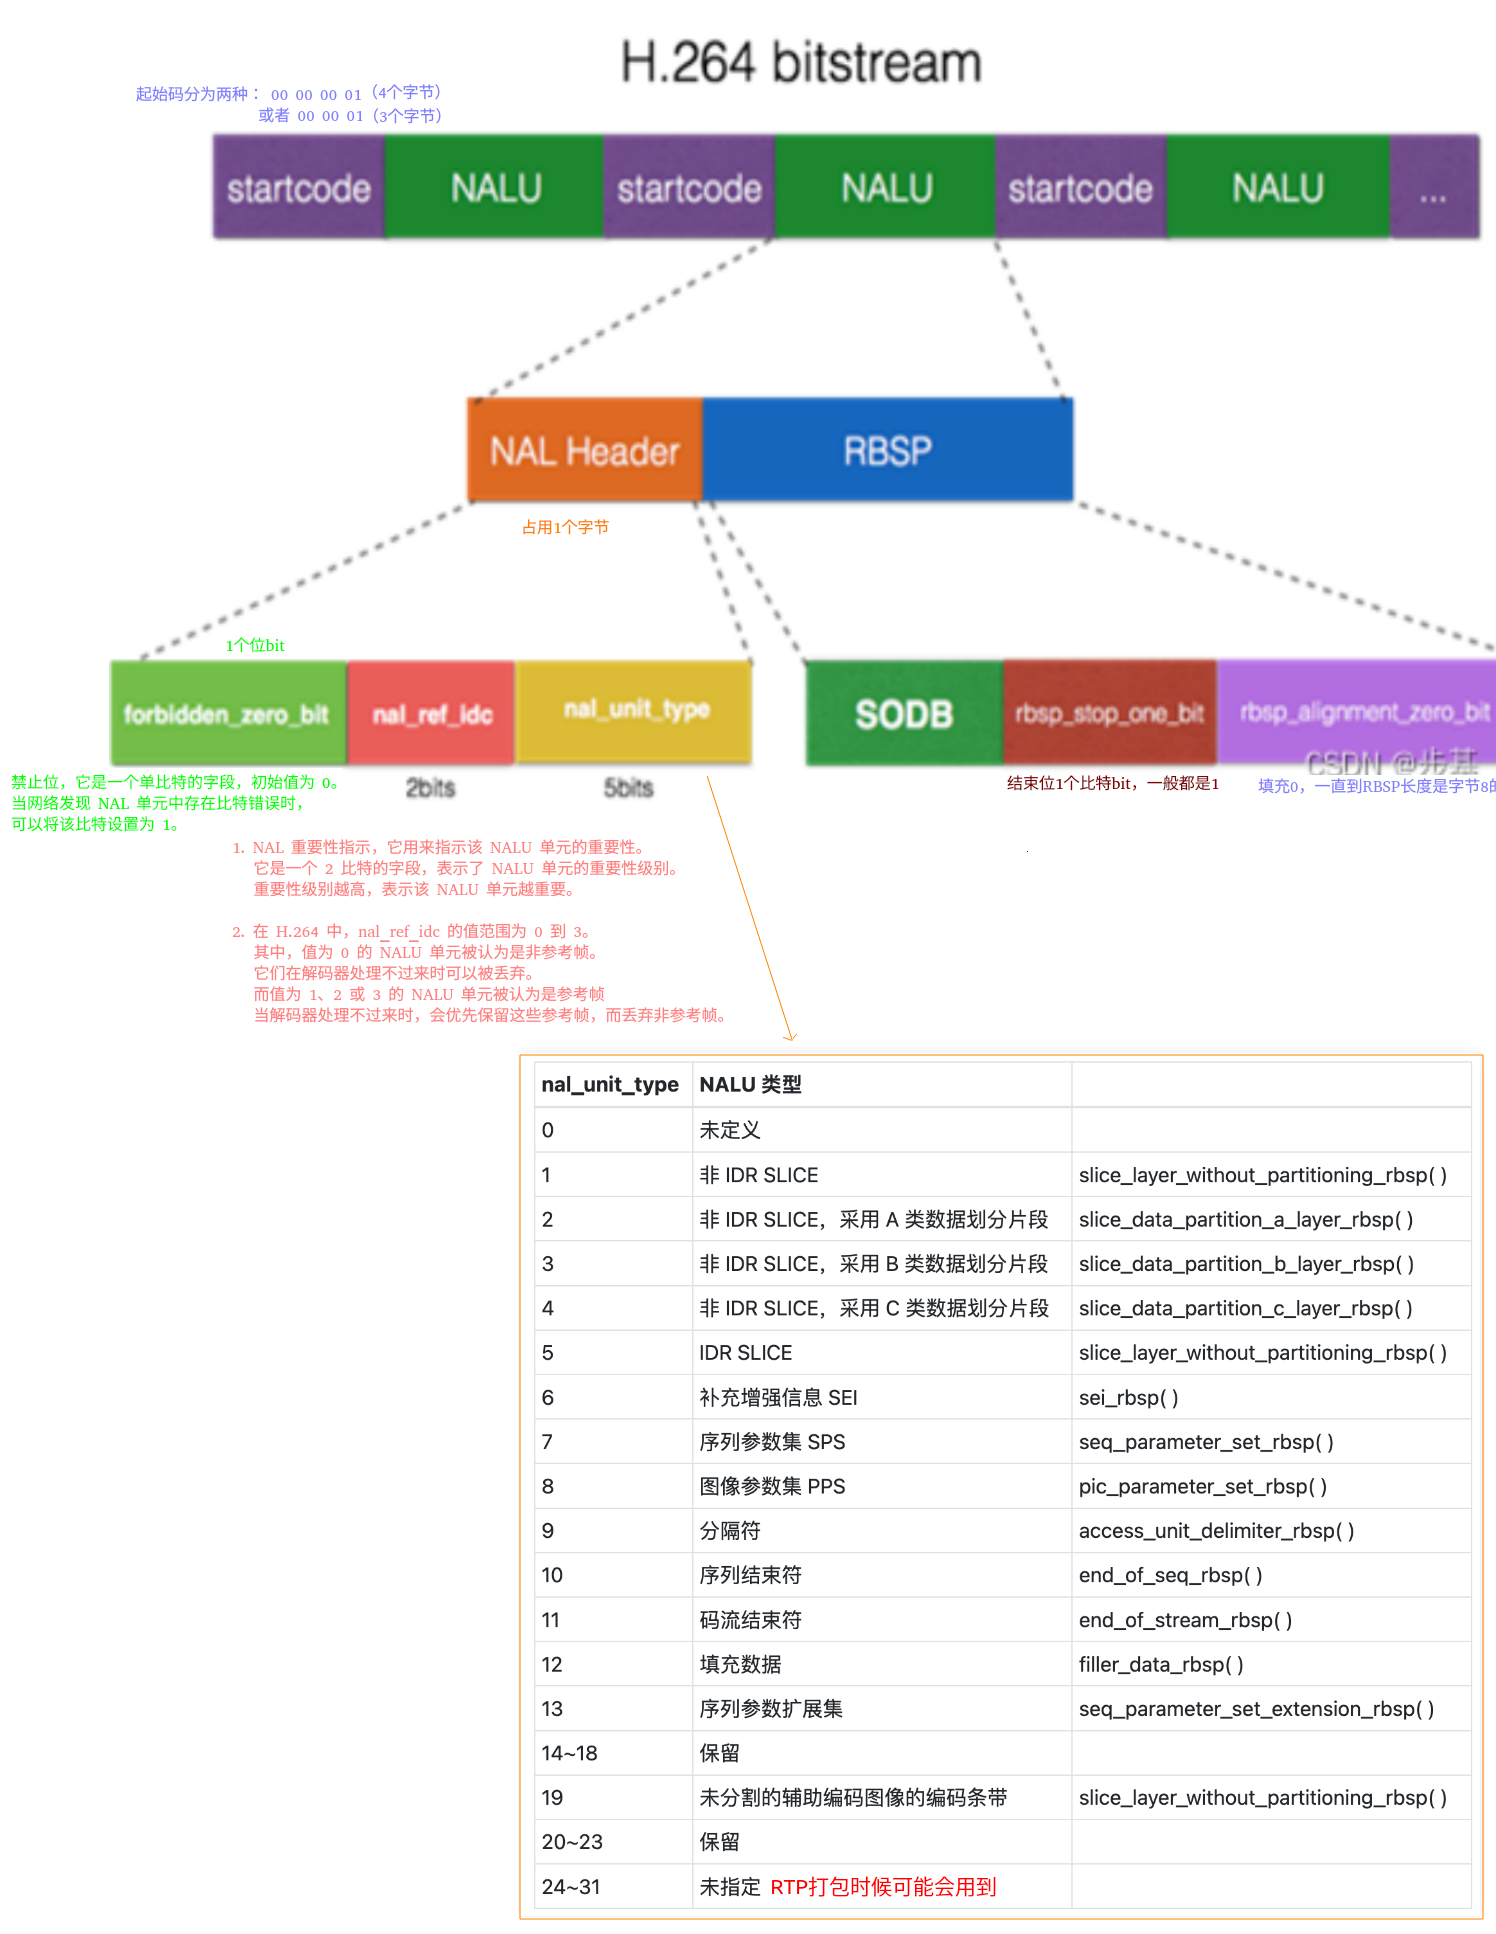 H.264 bitstream
起始码分为两种： 00 00 00 01（4个字节）
或者 00 00 01（3个字节）
startcode NALU startcode NALU startcode NALU ...
NAL Header RBSP
占用1个字节
1个位bit
forbidden_zero_bit nal_ref_idc nal_unit_type SODB rbsp_stop_one_bit rbsp_alignment_zero_bit
CSDN @步基
2bits 5bits
禁止位，它是一个单比特的字段，初始值为 0。
当网络发现 NAL 单元中存在比特错误时，
可以将该比特设置为 1。
结束位1个比特bit，一般都是1
填充0，一直到RBSP长度是字节8的
1. NAL 重要性指示，它用来指示该 NALU 单元的重要性。
它是一个 2 比特的字段，表示了 NALU 单元的重要性级别。
重要性级别越高，表示该 NALU 单元越重要。
2. 在 H.264 中，nal_ref_idc 的值范围为 0 到 3。
其中，值为 0 的 NALU 单元被认为是非参考帧。
它们在解码器处理不过来时可以被丢弃。
而值为 1、2 或 3 的 NALU 单元被认为是参考帧
当解码器处理不过来时，会优先保留这些参考帧，而丢弃非参考帧。
nal_unit_type NALU 类型
0 未定义
1 非 IDR SLICE slice_layer_without_partitioning_rbsp( )
2 非 IDR SLICE，采用 A 类数据划分片段 slice_data_partition_a_layer_rbsp( )
3 非 IDR SLICE，采用 B 类数据划分片段 slice_data_partition_b_layer_rbsp( )
4 非 IDR SLICE，采用 C 类数据划分片段 slice_data_partition_c_layer_rbsp( )
5 IDR SLICE slice_layer_without_partitioning_rbsp( )
6 补充增强信息 SEI sei_rbsp( )
7 序列参数集 SPS seq_parameter_set_rbsp( )
8 图像参数集 PPS pic_parameter_set_rbsp( )
9 分隔符 access_unit_delimiter_rbsp( )
10 序列结束符 end_of_seq_rbsp( )
11 码流结束符 end_of_stream_rbsp( )
12 填充数据 filler_data_rbsp( )
13 序列参数扩展集 seq_parameter_set_extension_rbsp( )
14~18 保留
19 未分割的辅助编码图像的编码条带 slice_layer_without_partitioning_rbsp( )
20~23 保留
24~31 未指定 RTP打包时候可能会用到